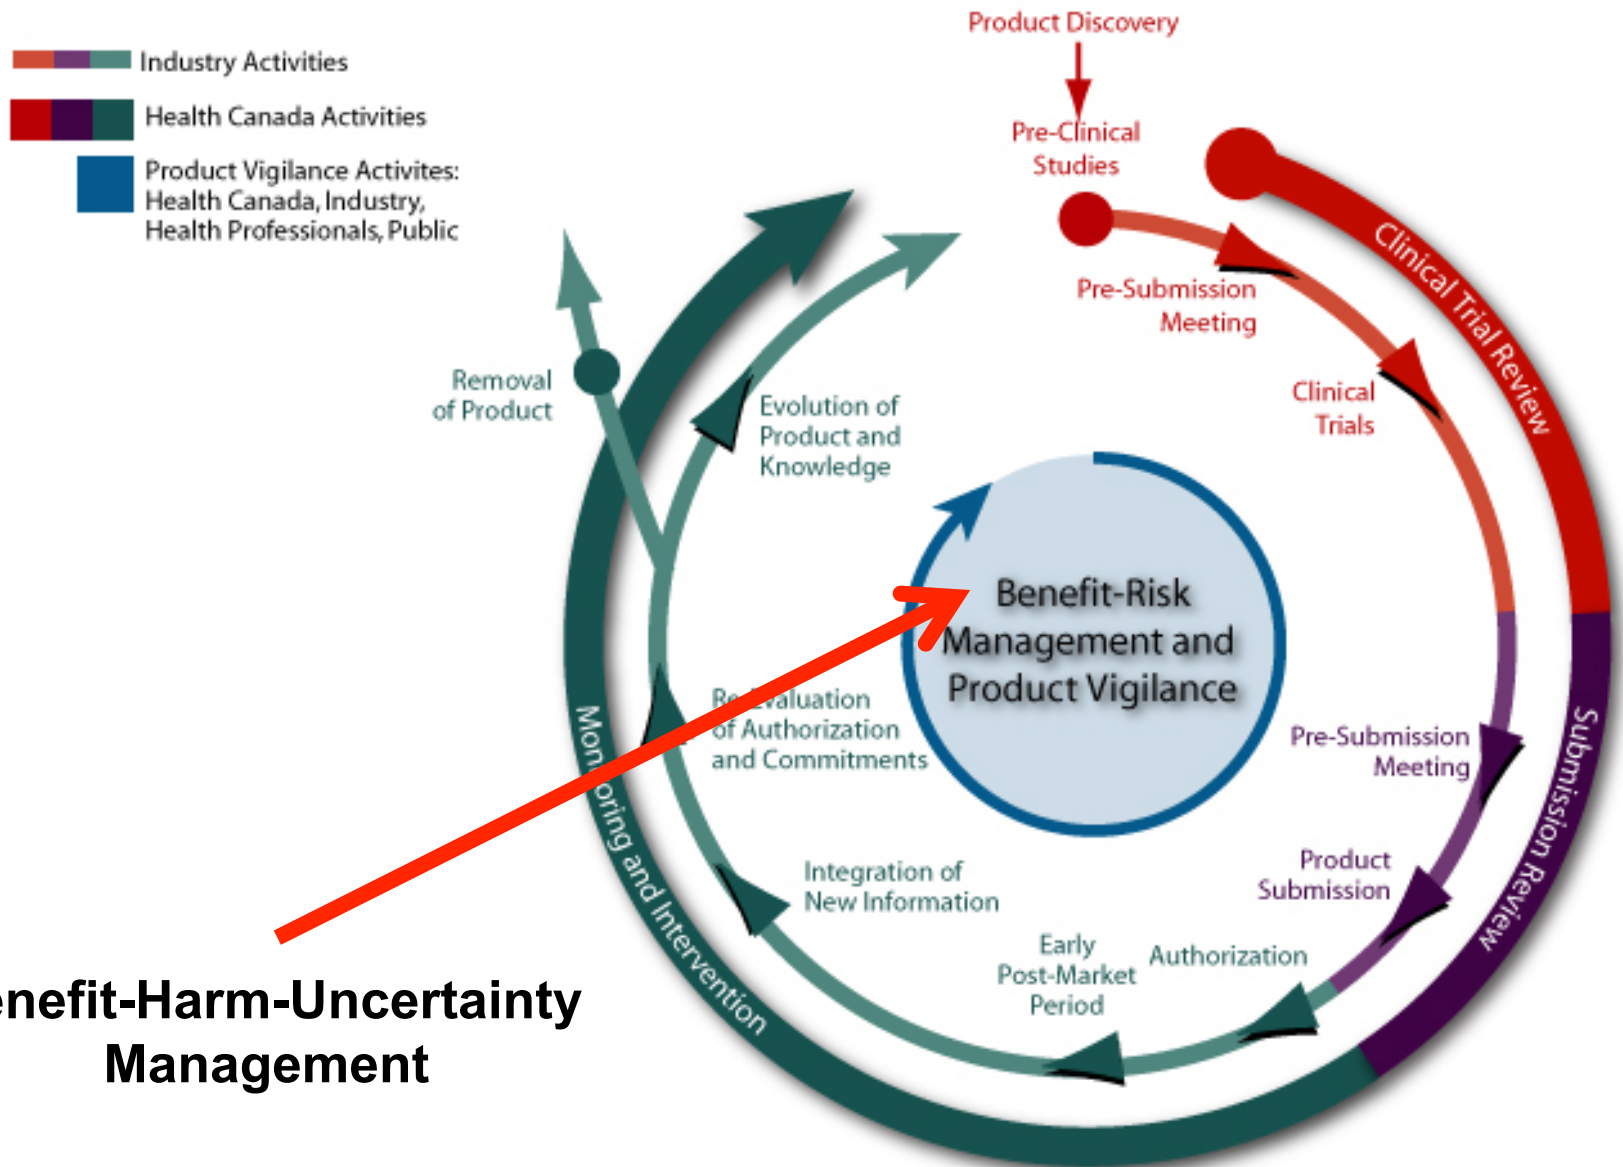 Industry Activities
Health Canada Activities
Product Vigilance Activites:
Health Canada, Industry,
Health Professionals, Public
Product Discovery
Pre-Clinical
Studies
Pre-Submission
Meeting
Clinical
Trials
Clinical Trial Review
Pre-Submission
Meeting
Product
Submission
Submission Review
Authorization
Early
Post-Market
Period
Integration of
New Information
Re-Evaluation
of Authorization
and Commitments
Evolution of
Product and
Knowledge
Removal
of Product
Monitoring and Intervention
Benefit-Risk
Management and
Product Vigilance
enefit-Harm-Uncertainty
Management